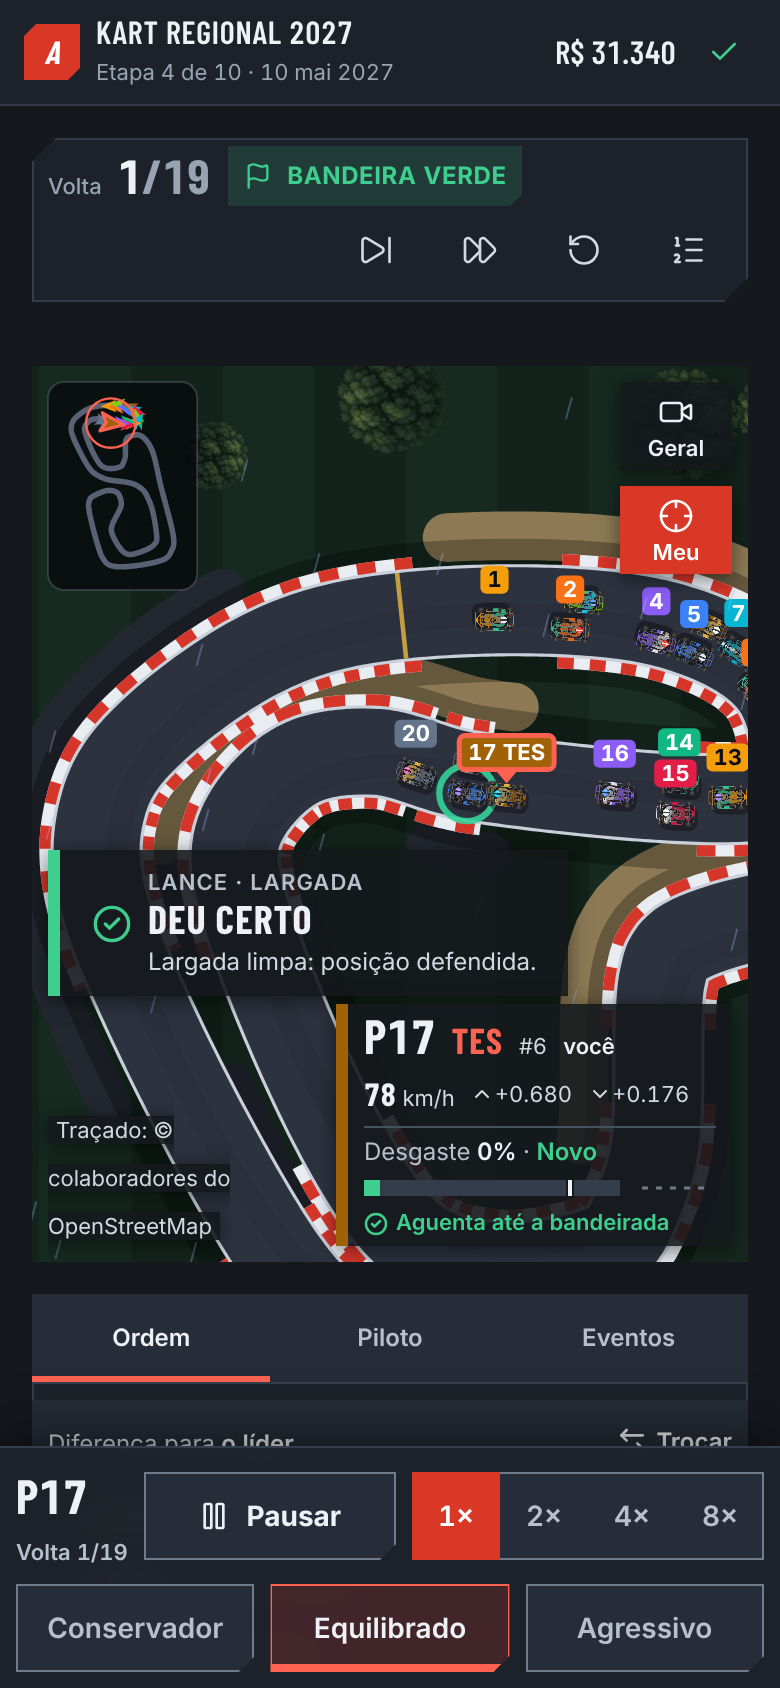 A
KART REGIONAL 2027
Etapa 4 de 10 · 10 mai 2027
R$ 31.340
Volta 1/19
BANDEIRA VERDE
Geral
Meu
1
2
4
5
7
20
17 TES
16
14
15
13
LANCE · LARGADA
DEU CERTO
Largada limpa: posição defendida.
P17 TES #6 você
78 km/h +0.680 +0.176
Desgaste 0% · Novo
Aguenta até a bandeirada
Traçado: ©
colaboradores do
OpenStreetMap
Ordem
Piloto
Eventos
Diferença para o líder
Trocar
P17
Volta 1/19
Pausar
1×
2×
4×
8×
Conservador
Equilibrado
Agressivo